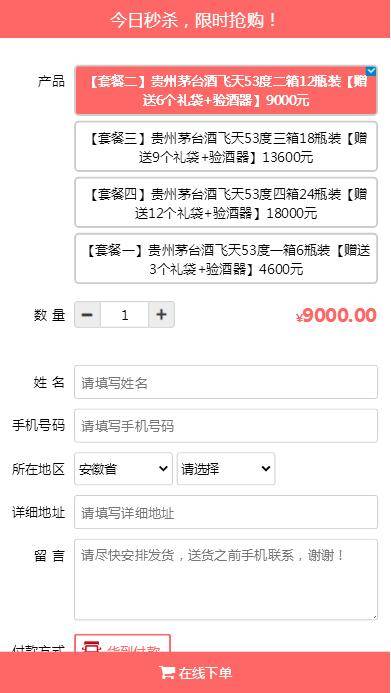 今日秒杀，限时抢购！
产品
【套餐二】贵州茅台酒飞天53度二箱12瓶装【赠
送6个礼袋+验酒器】9000元
【套餐三】贵州茅台酒飞天53度三箱18瓶装【赠
送9个礼袋+验酒器】13600元
【套餐四】贵州茅台酒飞天53度四箱24瓶装【赠
送12个礼袋+验酒器】18000元
【套餐一】贵州茅台酒飞天53度一箱6瓶装【赠送
3个礼袋+验酒器】4600元
数 量 1 ¥9000.00
姓 名 请填写姓名
手机号码 请填写手机号码
所在地区 安徽省 请选择
详细地址 请填写详细地址
留 言 请尽快安排发货，送货之前手机联系，谢谢！
付款方式 货到付款
在线下单